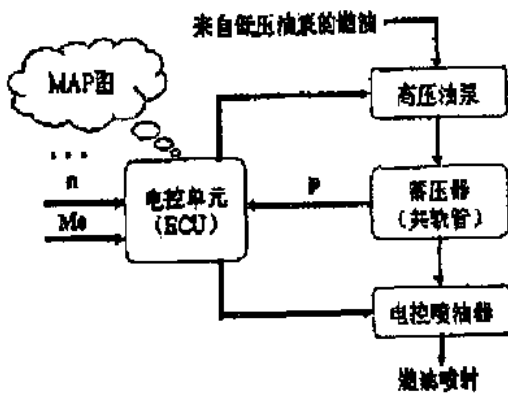 来自低压油泵的燃油
MAP图
高压油泵
...
n
Me
电控单元
(ECU)
P
蓄压器
(共轨管)
电控喷油器
燃油喷射